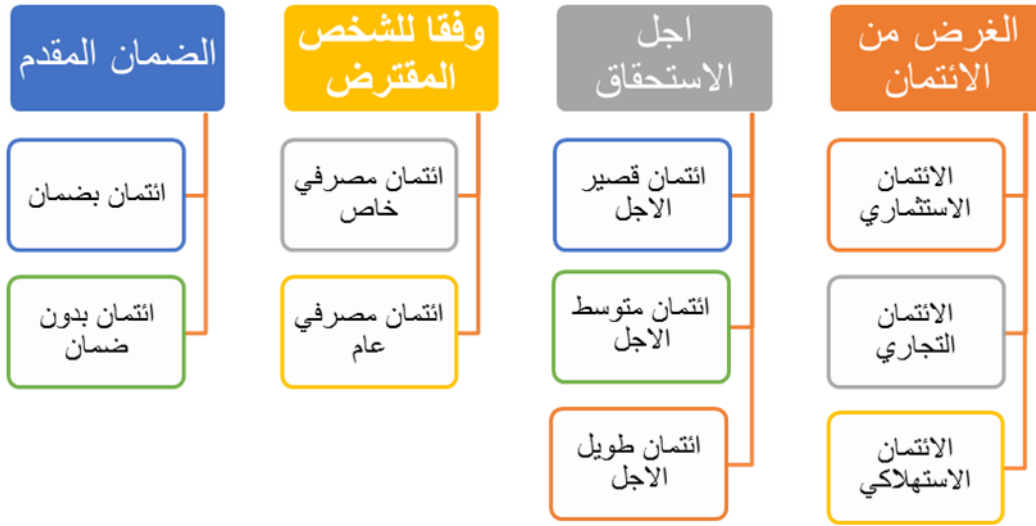 الغرض من
الائتمان
الائتمان
الاستثماري
الائتمان
التجاري
الائتمان
الاستهلاكي
اجل
الاستحقاق
ائتمان قصير
الاجل
ائتمان متوسط
الاجل
ائتمان طويل
الاجل
وفقا للشخص
المقترض
ائتمان مصرفي
خاص
ائتمان مصرفي
عام
الضمان المقدم
ائتمان بضمان
ائتمان بدون
ضمان